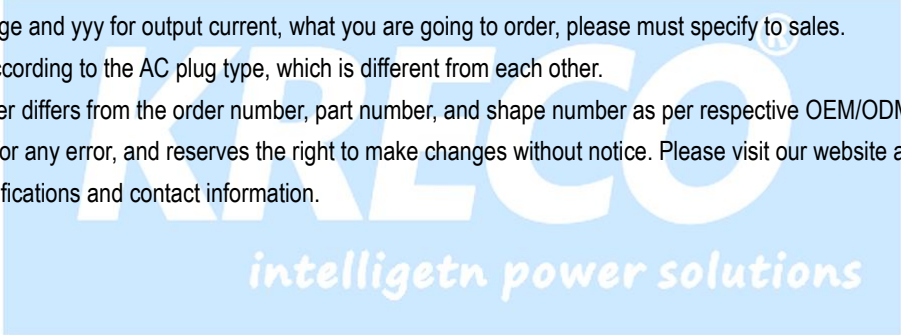 ge and yyy for output current, what you are going to order, please must specify to sales.
ccording to the AC plug type, which is different from each other.
er differs from the order number, part number, and shape number as per respective OEM/ODM
or any error, and reserves the right to make changes without notice. Please visit our website a
ifications and contact information.
KRECO®
intelligetn power solutions